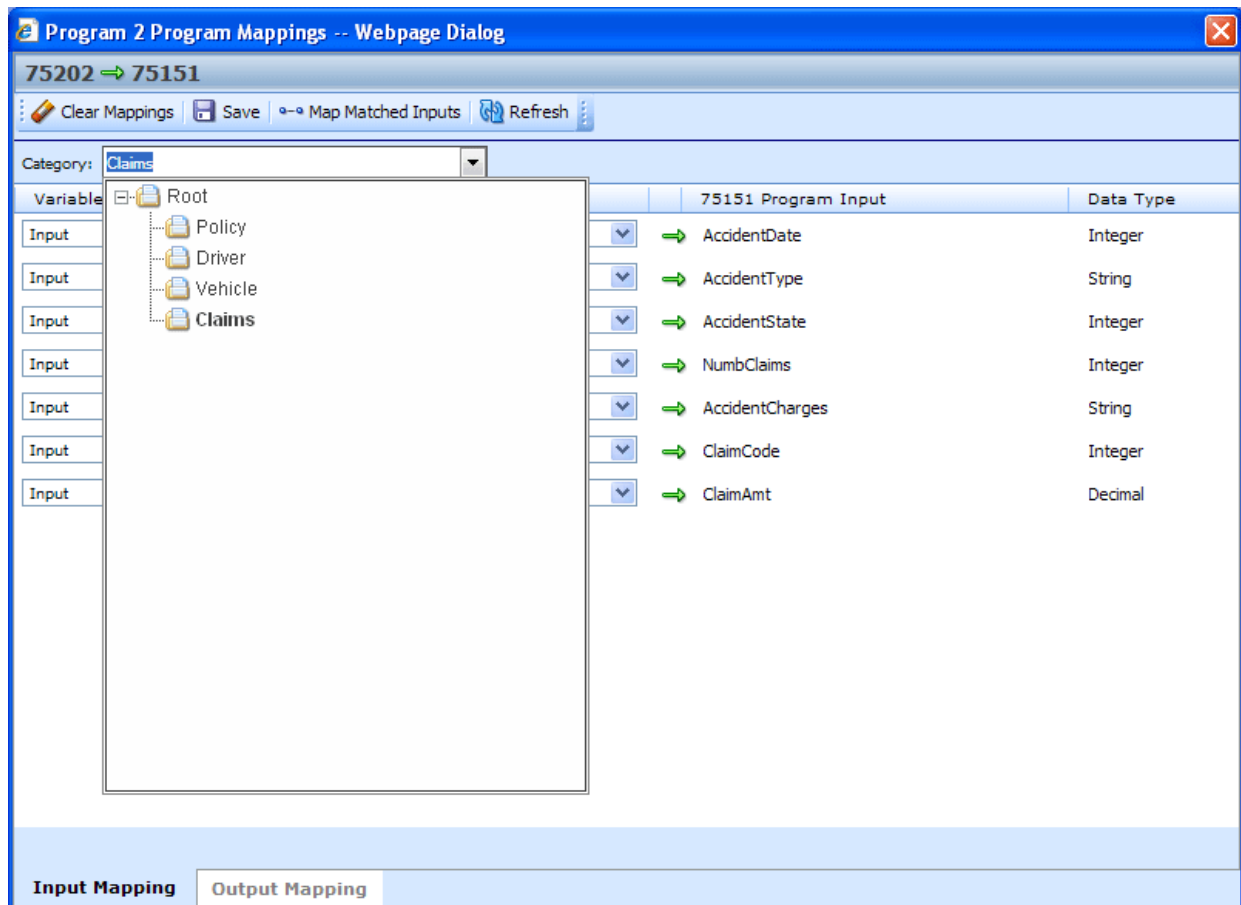 Program 2 Program Mappings -- Webpage Dialog
75202 ⇒ 75151
Clear Mappings Save Map Matched Inputs Refresh
Category: Claims
Variable 75151 Program Input Data Type
Root
Policy
Driver
Vehicle
Claims
Input AccidentDate Integer
Input AccidentType String
Input AccidentState Integer
Input NumbClaims Integer
Input AccidentCharges String
Input ClaimCode Integer
Input ClaimAmt Decimal
Input Mapping Output Mapping